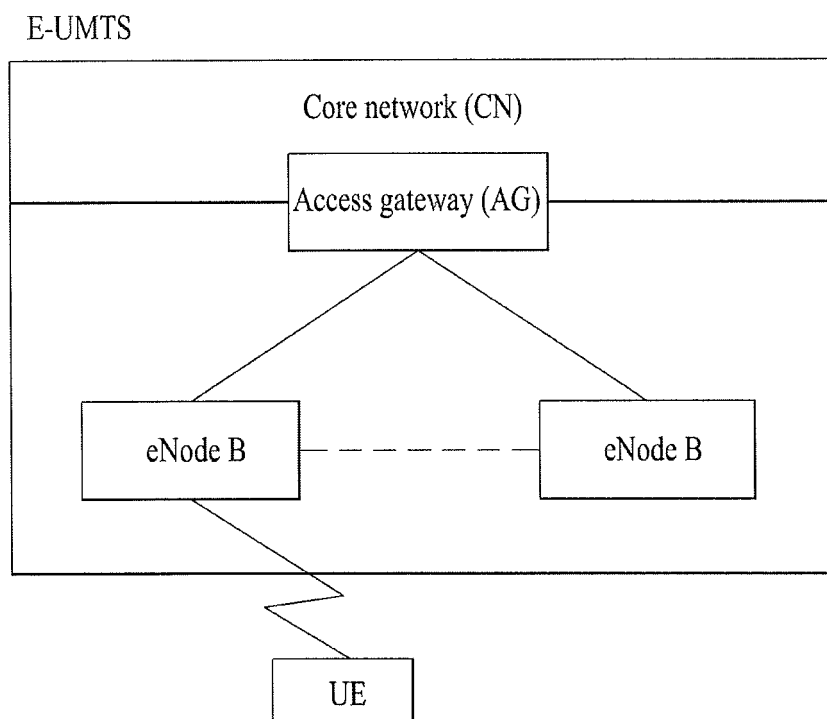 E-UMTS
Core network (CN)
Access gateway (AG)
eNode B
eNode B
UE